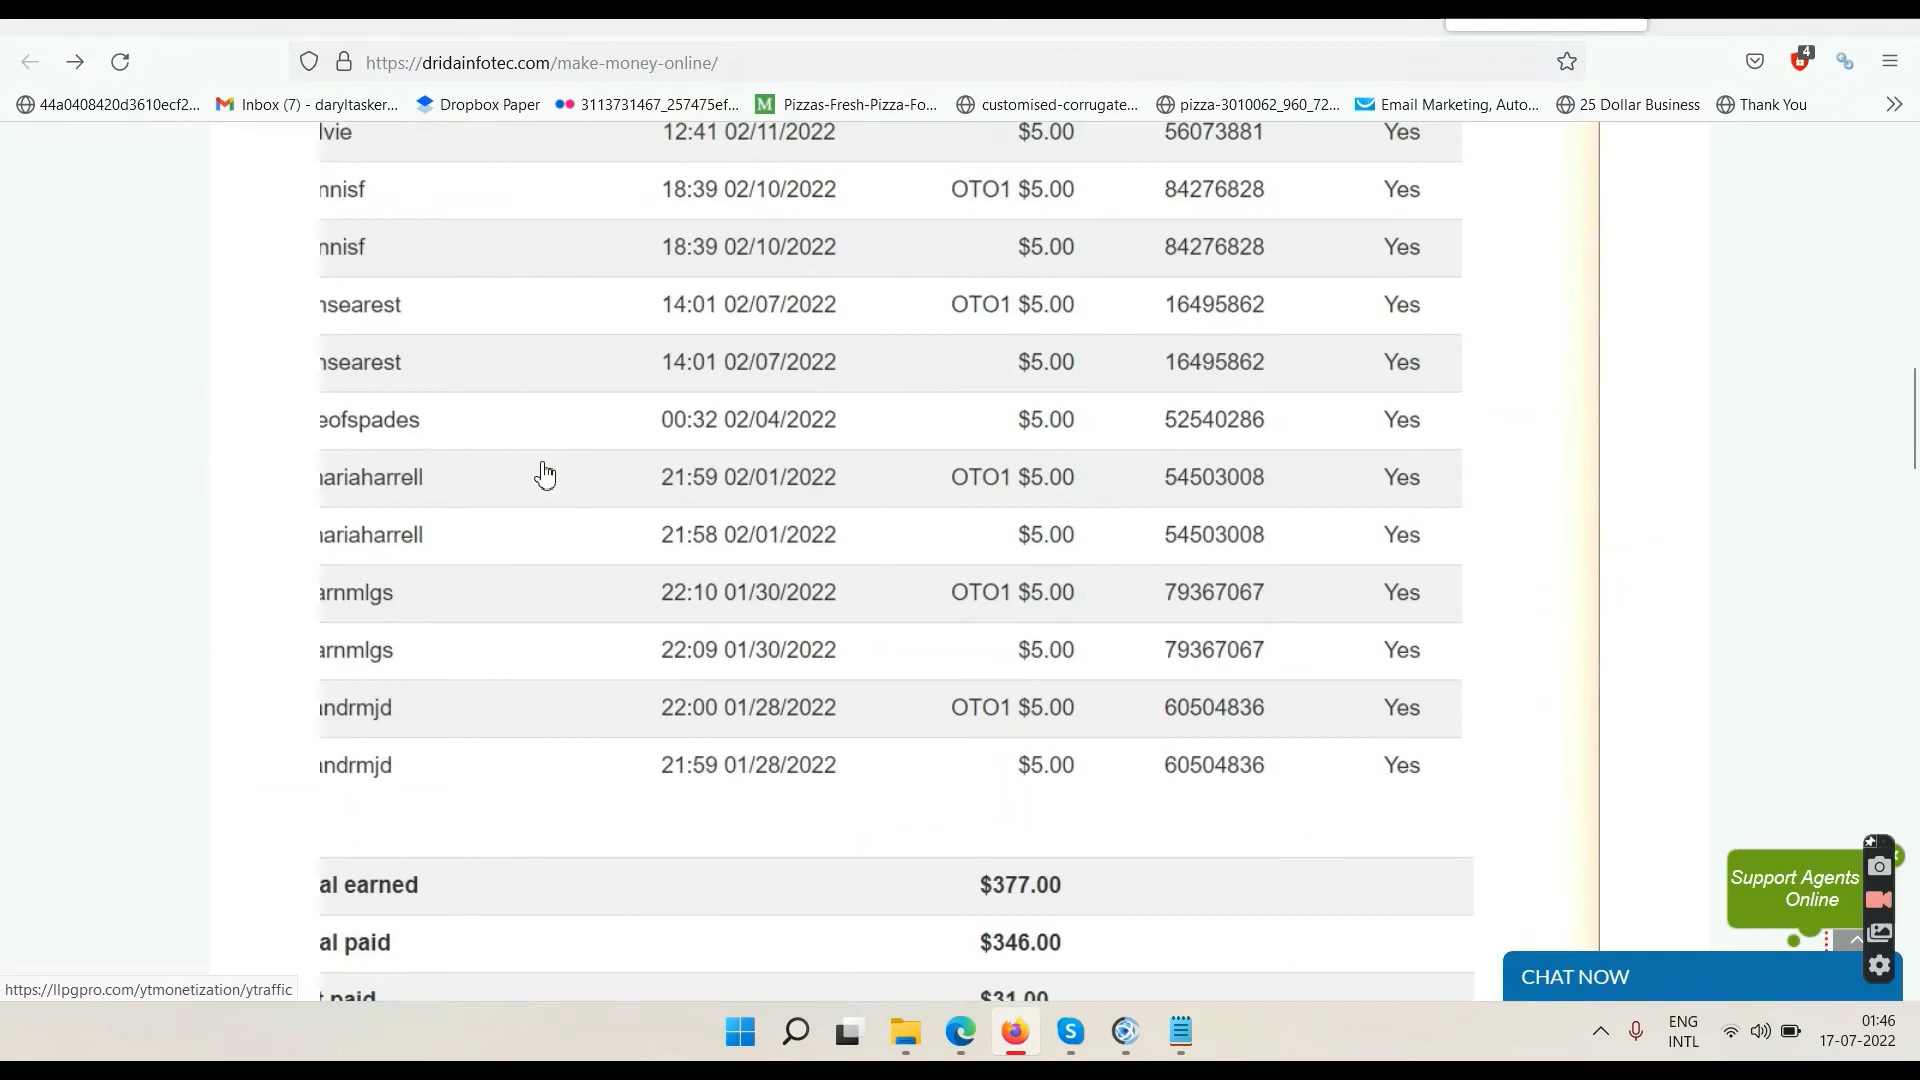 https://dridainfotec.com/make-money-online/
4
44a0408420d3610ecf2... Inbox (7) - daryltasker... Dropbox Paper 3113731467_257475ef... Pizzas-Fresh-Pizza-Fo... customised-corrugate... pizza-3010062_960_72... Email Marketing, Auto... 25 Dollar Business Thank You
lvie 12:41 02/11/2022 $5.00 56073881 Yes
nnisf 18:39 02/10/2022 OTO1 $5.00 84276828 Yes
nnisf 18:39 02/10/2022 $5.00 84276828 Yes
nsearest 14:01 02/07/2022 OTO1 $5.00 16495862 Yes
nsearest 14:01 02/07/2022 $5.00 16495862 Yes
eofspades 00:32 02/04/2022 $5.00 52540286 Yes
nariaharrell 21:59 02/01/2022 OTO1 $5.00 54503008 Yes
nariaharrell 21:58 02/01/2022 $5.00 54503008 Yes
arnmlgs 22:10 01/30/2022 OTO1 $5.00 79367067 Yes
arnmlgs 22:09 01/30/2022 $5.00 79367067 Yes
andrmjd 22:00 01/28/2022 OTO1 $5.00 60504836 Yes
andrmjd 21:59 01/28/2022 $5.00 60504836 Yes
al earned $377.00
al paid $346.00
t paid $31.00
Support Agents
Online
CHAT NOW
https://llpgpro.com/ytmonetization/ytraffic
ENG
INTL
01:46
17-07-2022